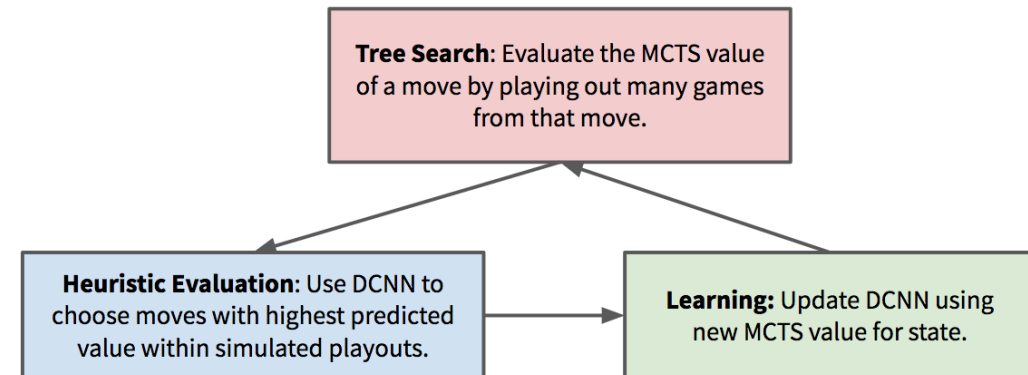 Tree Search: Evaluate the MCTS value
of a move by playing out many games
from that move.
Heuristic Evaluation: Use DCNN to
choose moves with highest predicted
value within simulated playouts.
Learning: Update DCNN using
new MCTS value for state.